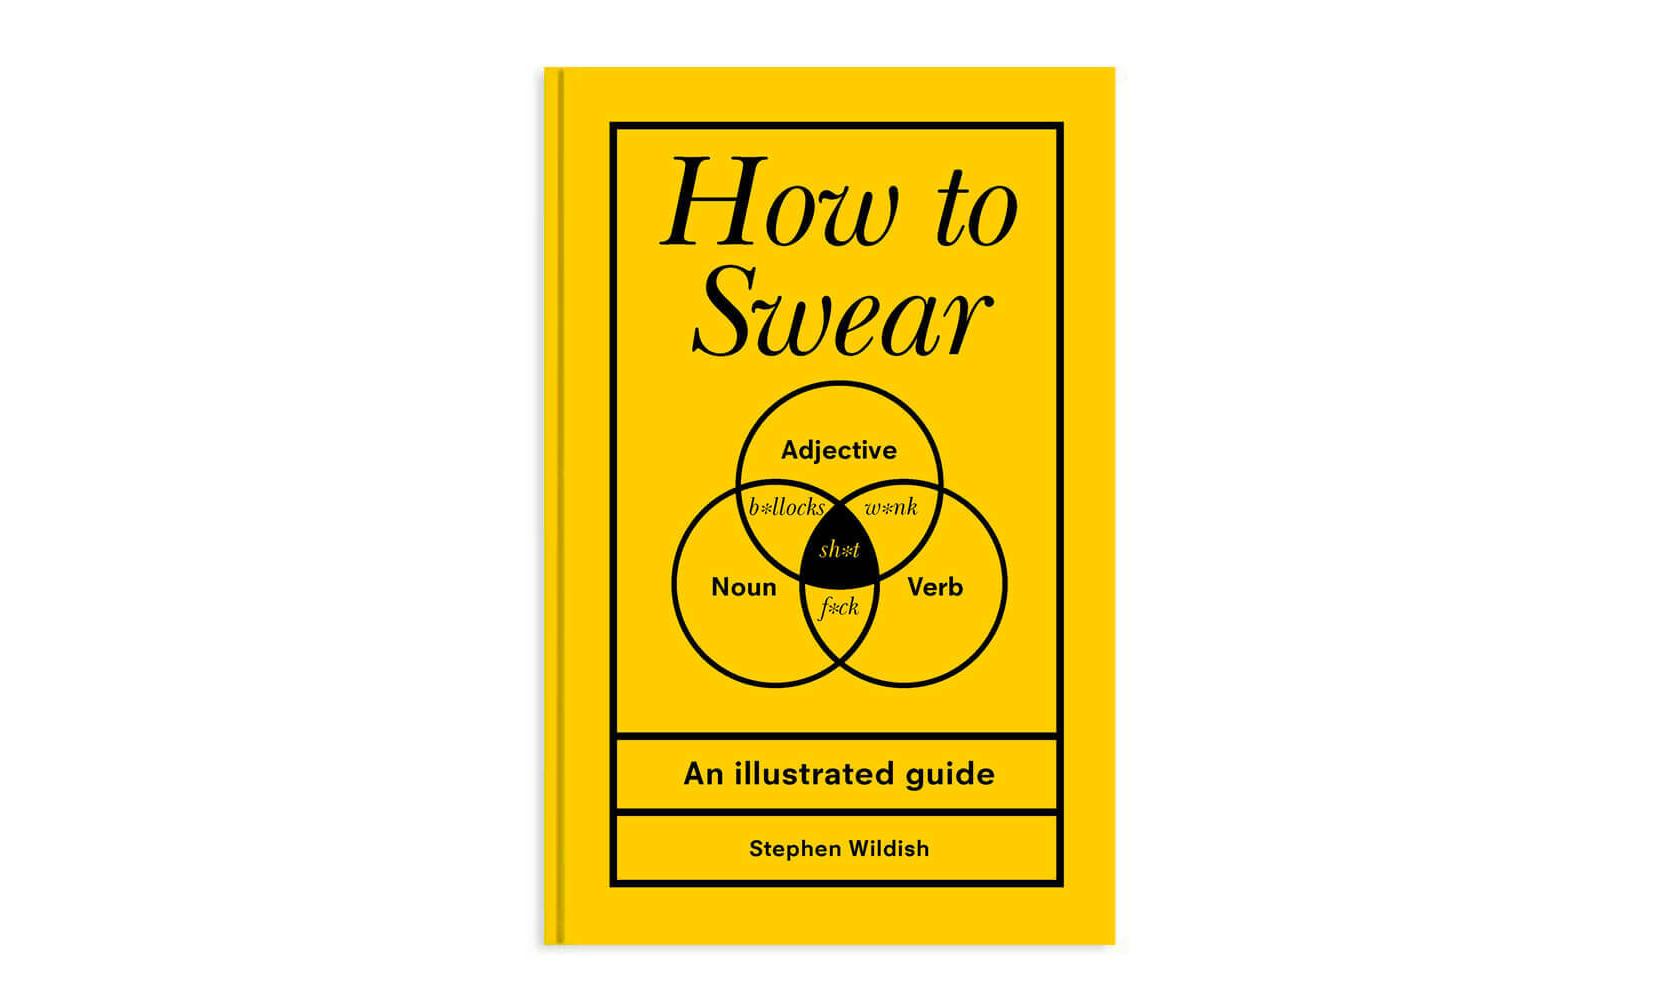 How to
Swear
Adjective
b*llocks
w*nk
sh*t
Noun
Verb
f*ck
An illustrated guide
Stephen Wildish